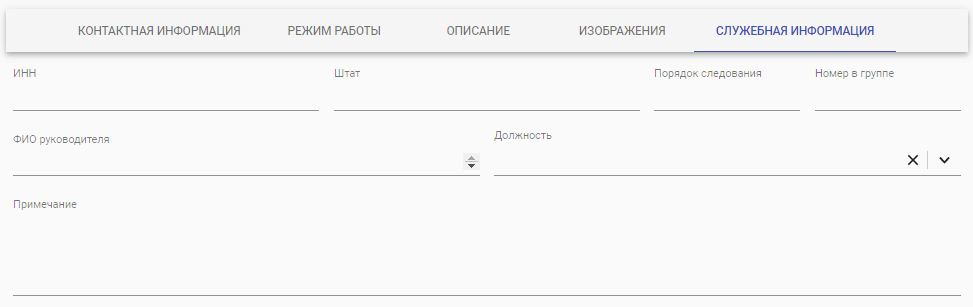 КОНТАКТНАЯ ИНФОРМАЦИЯ РЕЖИМ РАБОТЫ ОПИСАНИЕ ИЗОБРАЖЕНИЯ СЛУЖЕБНАЯ ИНФОРМАЦИЯ
ИНН Штат Порядок следования Номер в группе
ФИО руководителя Должность
Примечание